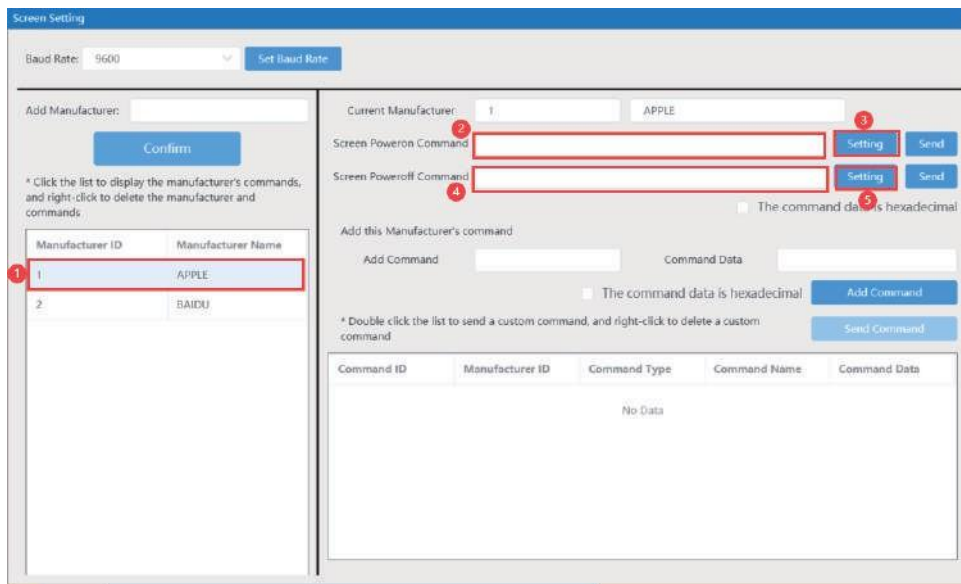 Screen Setting
Baud Rate: 9600 Set Baud Rate
Add Manufacturer:
Confirm
* Click the list to display the manufacturer's commands,
and right-click to delete the manufacturer and
commands
Manufacturer ID Manufacturer Name
1 1 APPLE
2 BAIDU
Current Manufacturer 1 APPLE
2 3
Screen Poweron Command Setting Send
Screen Poweroff Command Setting Send
4 5
The command data is hexadecimal
Add this Manufacturer's command
Add Command Command Data
The command data is hexadecimal Add Command
* Double click the list to send a custom command, and right-click to delete a custom
command
Send Command
Command ID Manufacturer ID Command Type Command Name Command Data
No Data